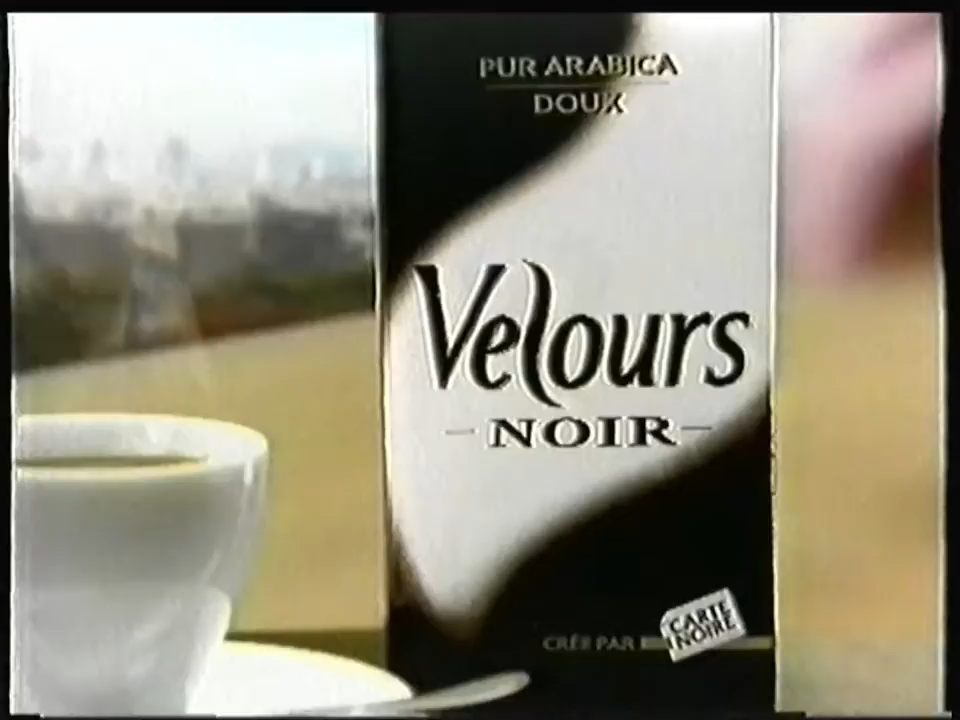 PUR ARABICA
DOUX
Velours
NOIR
CRÉÉ PAR
CARTE
NOIRE